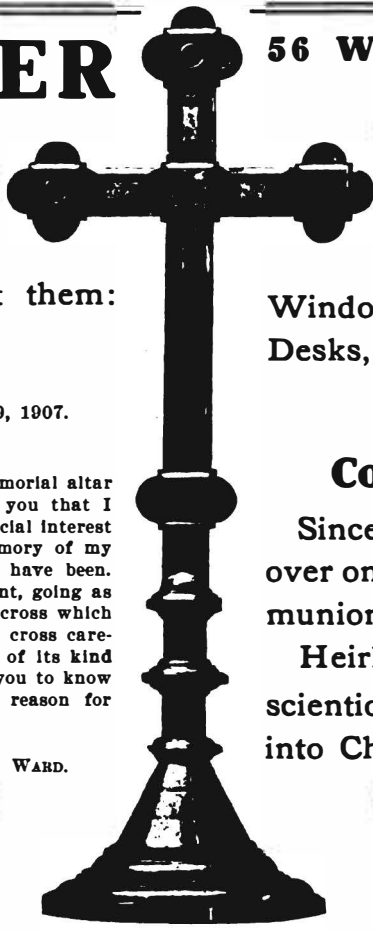 ER
t them:
9, 1907.
morial altar
you that I
cial interest
mory of my
have been.
nt, going as
cross which
cross care-
of its kind
you to know
reason for
WARD.
56 W
Windo
Desks,
Co
Since
over on
munion
Heir
scientio
into Ch